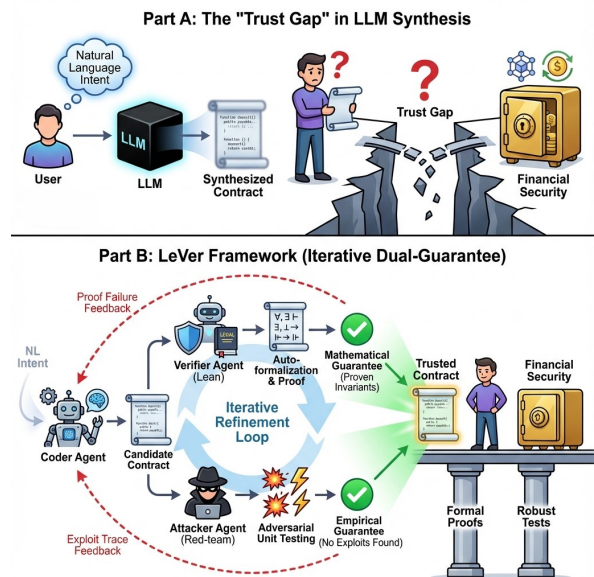 Part A: The "Trust Gap" in LLM Synthesis
Natural
Language
Intent
User
LLM
LLM
Synthesized
Contract
?
?
Trust Gap
$
Financial
Security
Part B: LeVer Framework (Iterative Dual-Guarantee)
Proof Failure
Feedback
NL
Intent
Coder Agent
Candidate
Contract
LEGAL
Verifier Agent
(Lean)
∀, ∃ ⊢
Auto-
formalization
& Proof
Mathematical
Guarantee
(Proven
Invariants)
Iterative
Refinement
Loop
Attacker Agent
(Red-team)
Adversarial
Unit Testing
Empirical
Guarantee
(No Exploits Found)
Exploit Trace
Feedback
Trusted
Contract
Financial
Security
Formal
Proofs
Robust
Tests